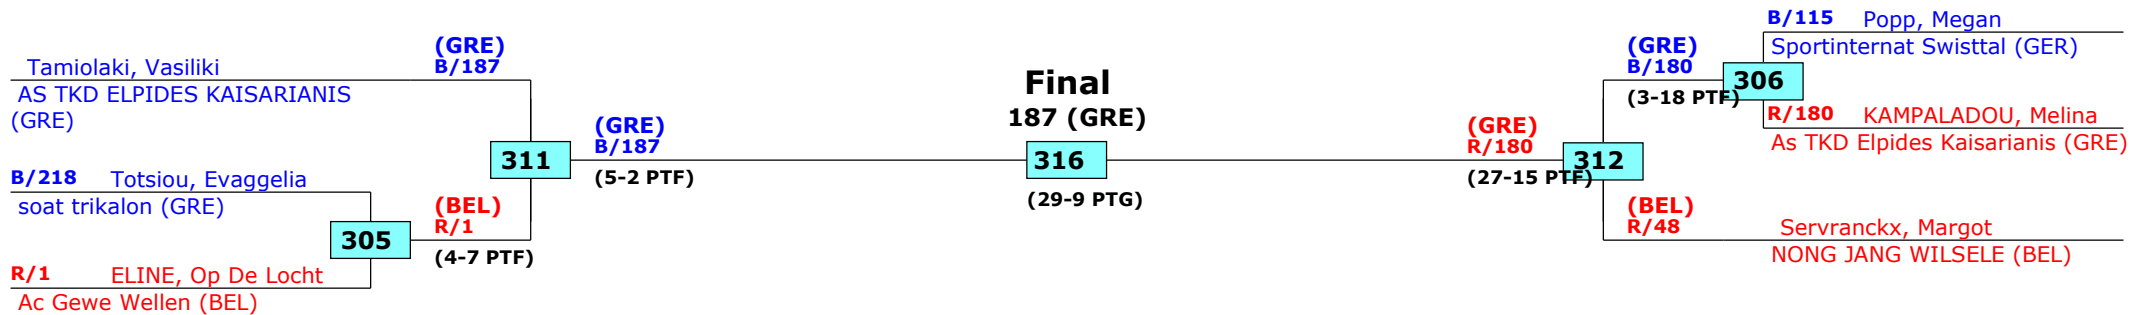 Tamiolaki, Vasiliki
AS TKD ELPIDES KAISARIANIS
(GRE)
B/218 Totsiou, Evaggelia
soat trikalon (GRE)
R/1 ELINE, Op De Locht
Ac Gewe Wellen (BEL)
305
(GRE)
B/187
(BEL)
R/1
(4-7 PTF)
311
(GRE)
B/187
(5-2 PTF)
Final
187 (GRE)
316
(29-9 PTG)
(GRE)
R/180
(27-15 PTF)
312
(GRE)
B/180
(3-18 PTF)
(BEL)
R/48
306
B/115 Popp, Megan
Sportinternat Swisttal (GER)
R/180 KAMPALADOU, Melina
As TKD Elpides Kaisarianis (GRE)
Servranckx, Margot
NONG JANG WILSELE (BEL)